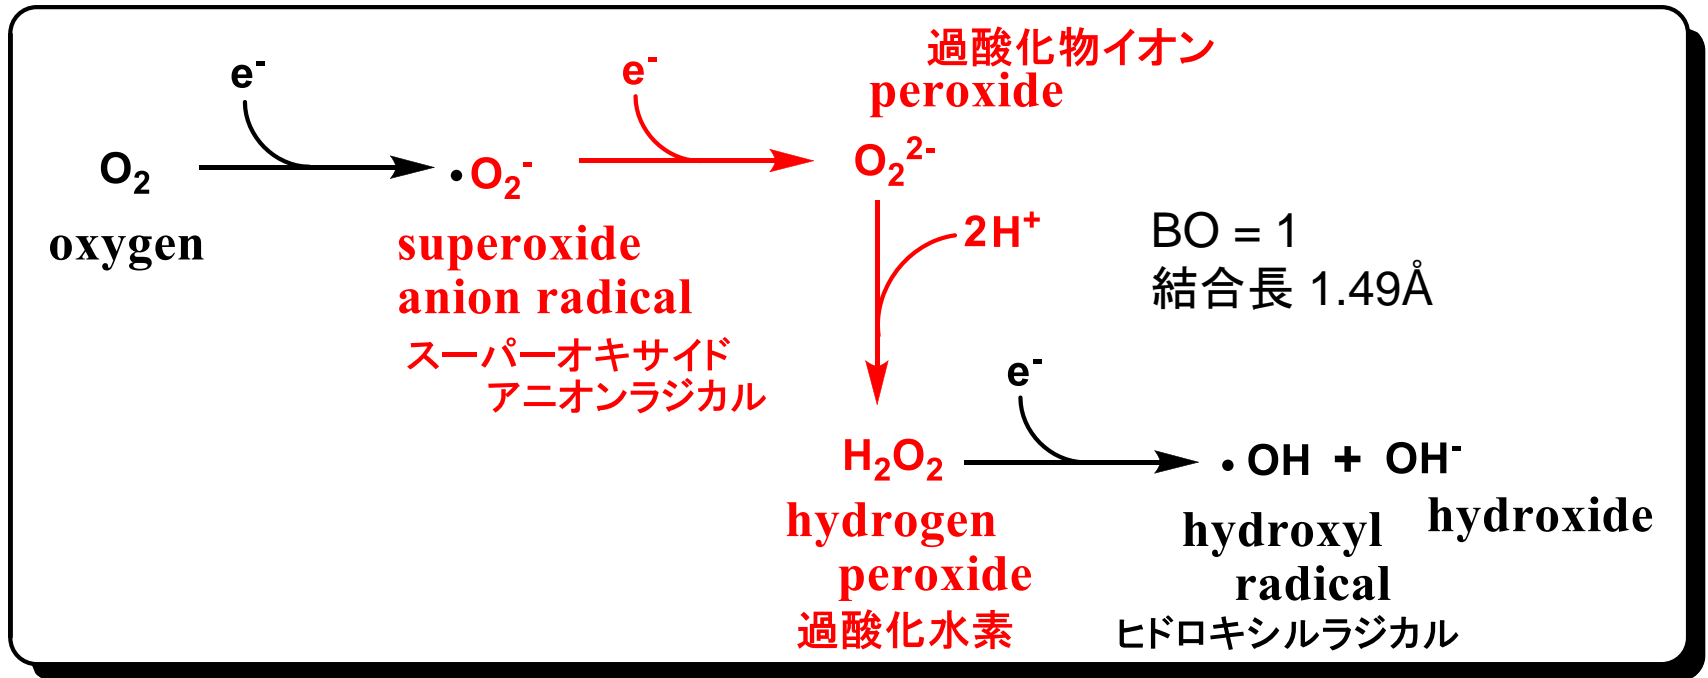 過酸化物イオン
peroxide
e-
e-
O2
・O2-
O2 2-
oxygen
superoxide
anion radical
スーパーオキサイド
アニオンラジカル
2H+
BO = 1
結合長 1.49Å
e-
H2O2
・OH + OH-
hydrogen
peroxide
過酸化水素
hydroxyl
radical
ヒドロキシルラジカル
hydroxide